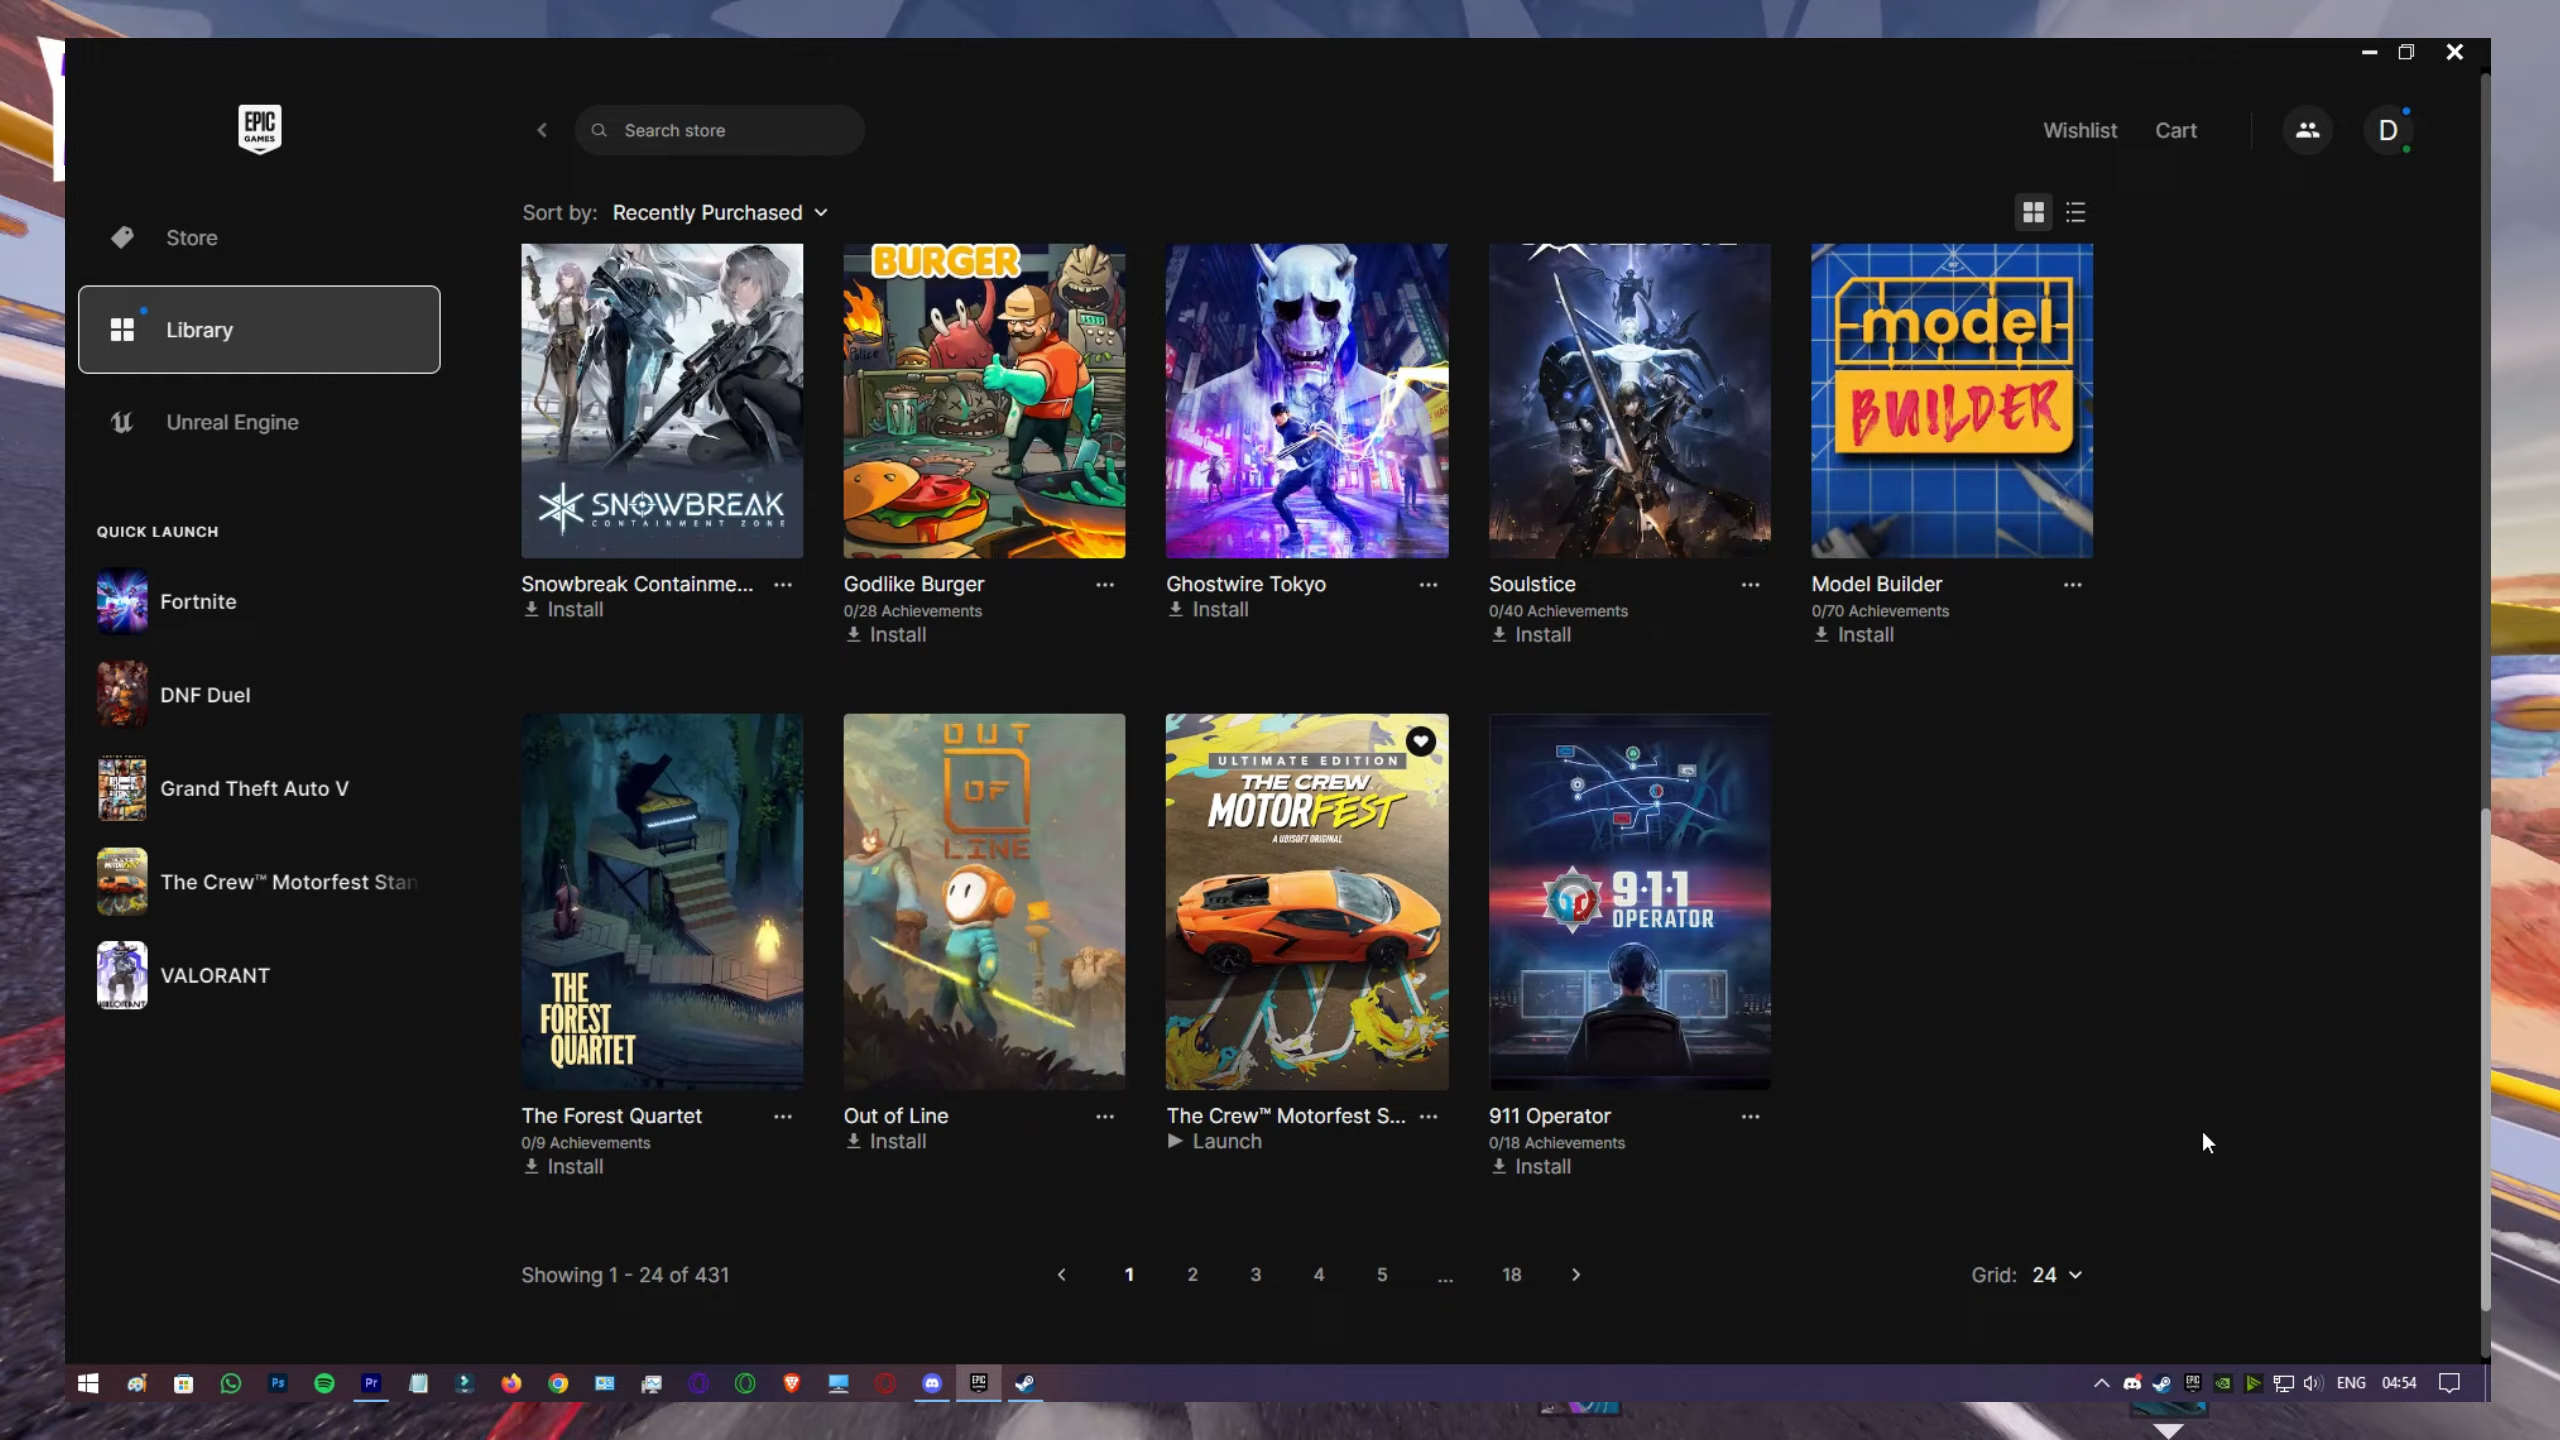 EPIC
GAMES
Search store
Wishlist
Cart
D
Sort by: Recently Purchased
Store
Library
Unreal Engine
QUICK LAUNCH
Fortnite
DNF Duel
Grand Theft Auto V
The Crew™ Motorfest Stan
VALORANT
SNOWBREAK
CONTAINMENT ZONE
BURGER
Police
model
BUILDER
Snowbreak Containme...
Install
Godlike Burger
0/28 Achievements
Install
Ghostwire Tokyo
Install
Soulstice
0/40 Achievements
Install
Model Builder
0/70 Achievements
Install
THE
FOREST
QUARTET
OUT
OF
LINE
ULTIMATE EDITION
THE CREW
MOTORFEST
A UBISOFT ORIGINAL
9-1-1
OPERATOR
The Forest Quartet
0/9 Achievements
Install
Out of Line
Install
The Crew™ Motorfest S...
Launch
911 Operator
0/18 Achievements
Install
Showing 1 - 24 of 431
1 2 3 4 5 ... 18
Grid: 24
Ps
Pr
EPIC
ENG
04:54